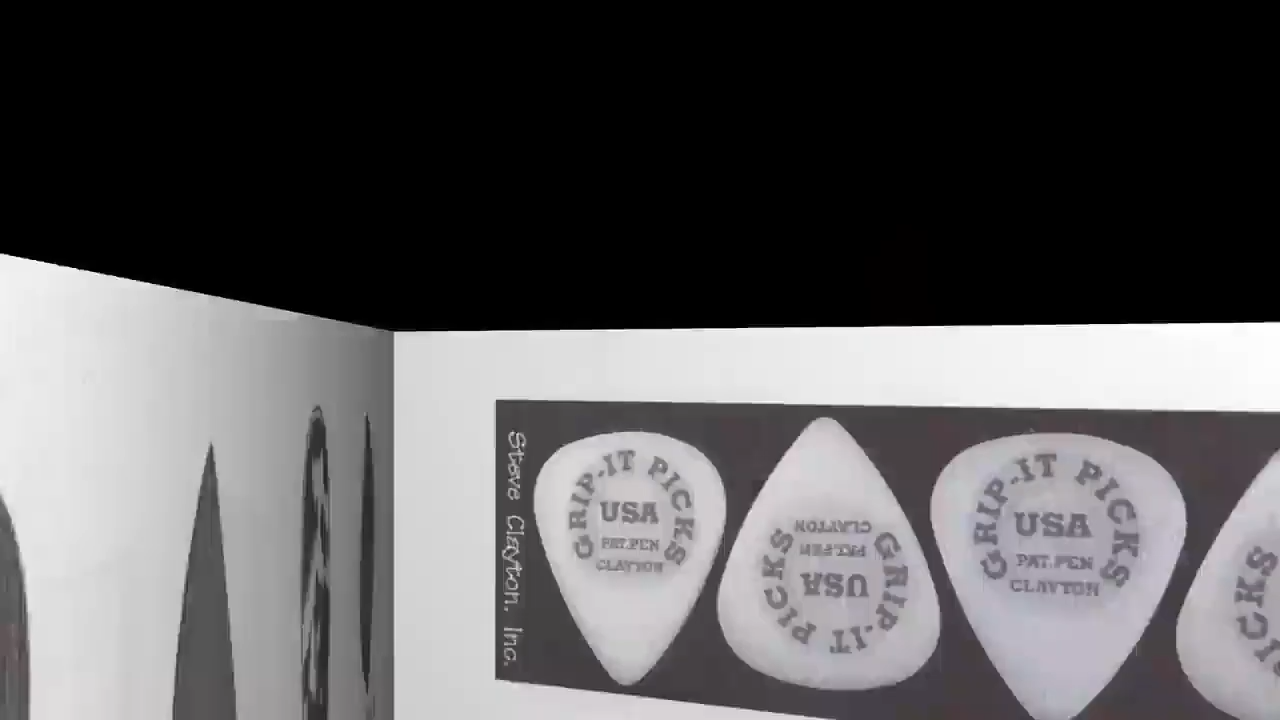 Steve Clayton, Inc.
GRIP-IT PICKS
USA
PAT.PEN
CLAYTON
GRIP-IT PICKS
USA
PAT.PEN
CLAYTON
GRIP-IT PICKS
USA
PAT.PEN
CLAYTON
ICKS